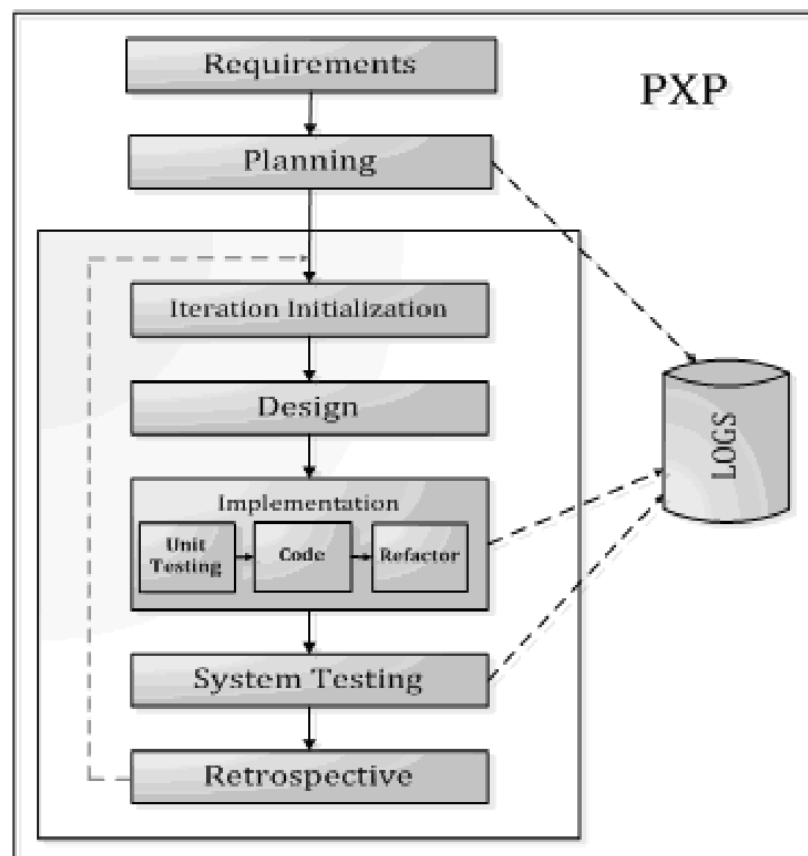 Requirements
PXP
Planning
Iteration Initialization
Design
LOGS
Implementation
Unit
Testing
Code
Refactor
System Testing
Retrospective